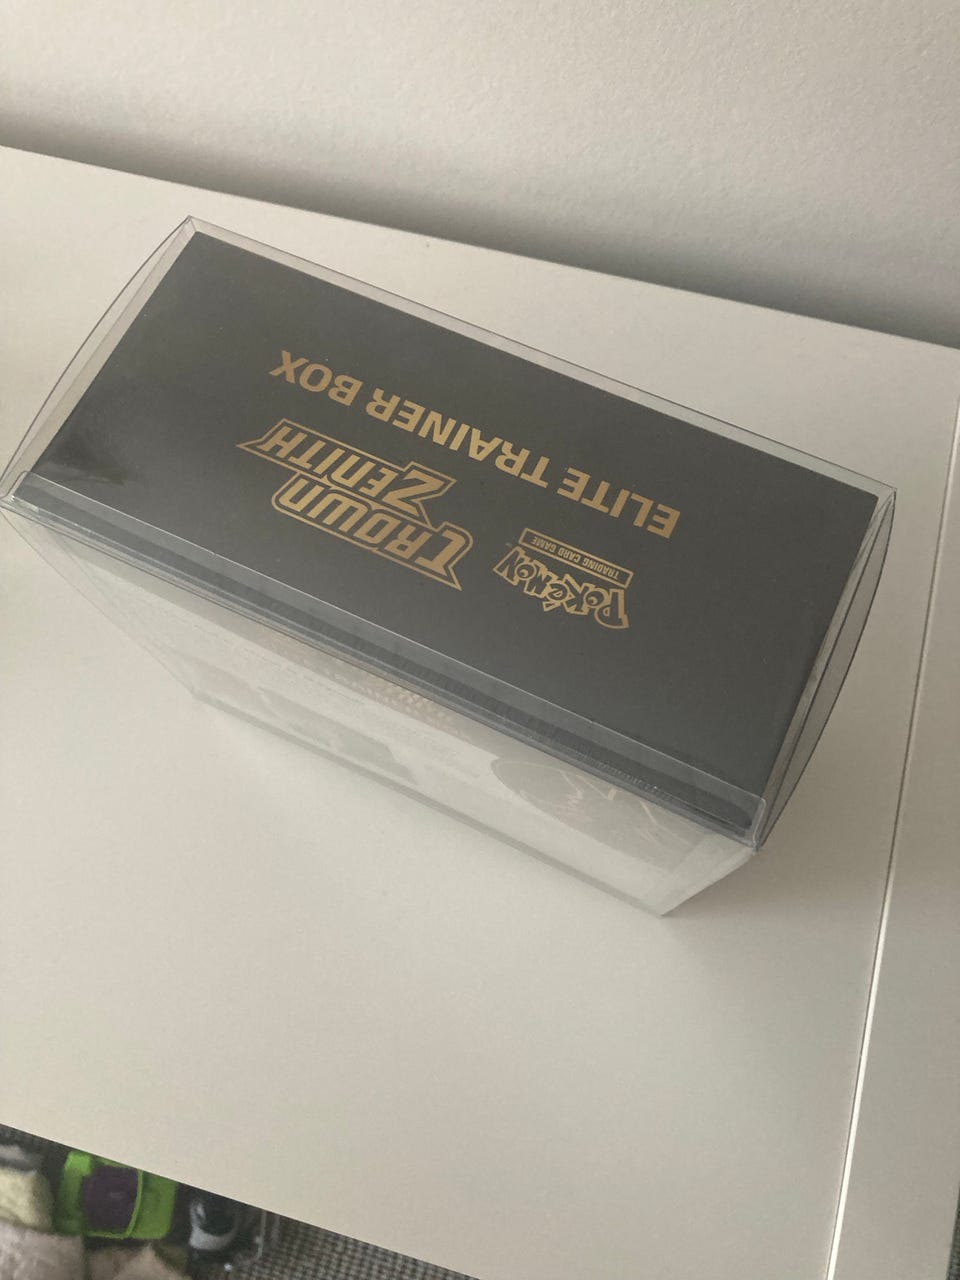 Pokémon
TRADING CARD GAME
CROWN
ZENITH
ELITE TRAINER BOX